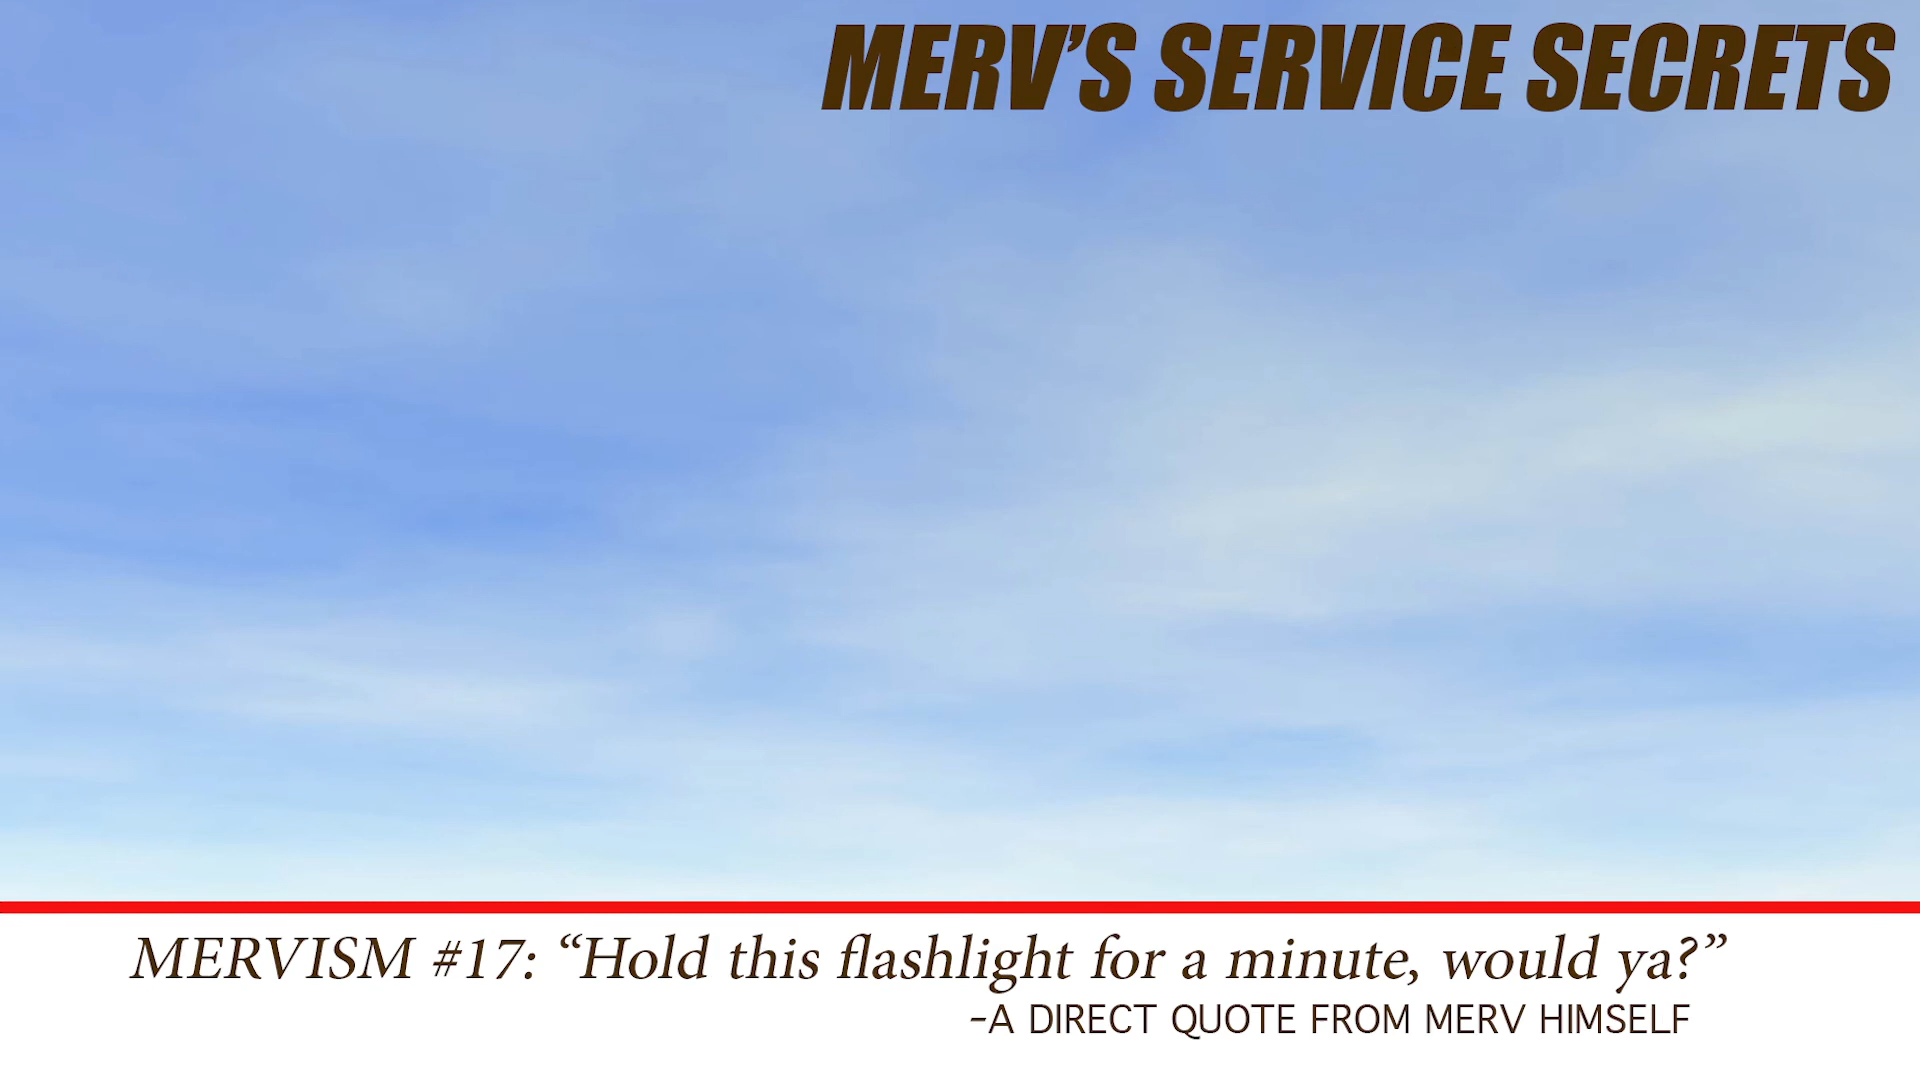 MERV’S SERVICE SECRETS
MERVISM #17: “Hold this flashlight for a minute, would ya?”
-A DIRECT QUOTE FROM MERV HIMSELF